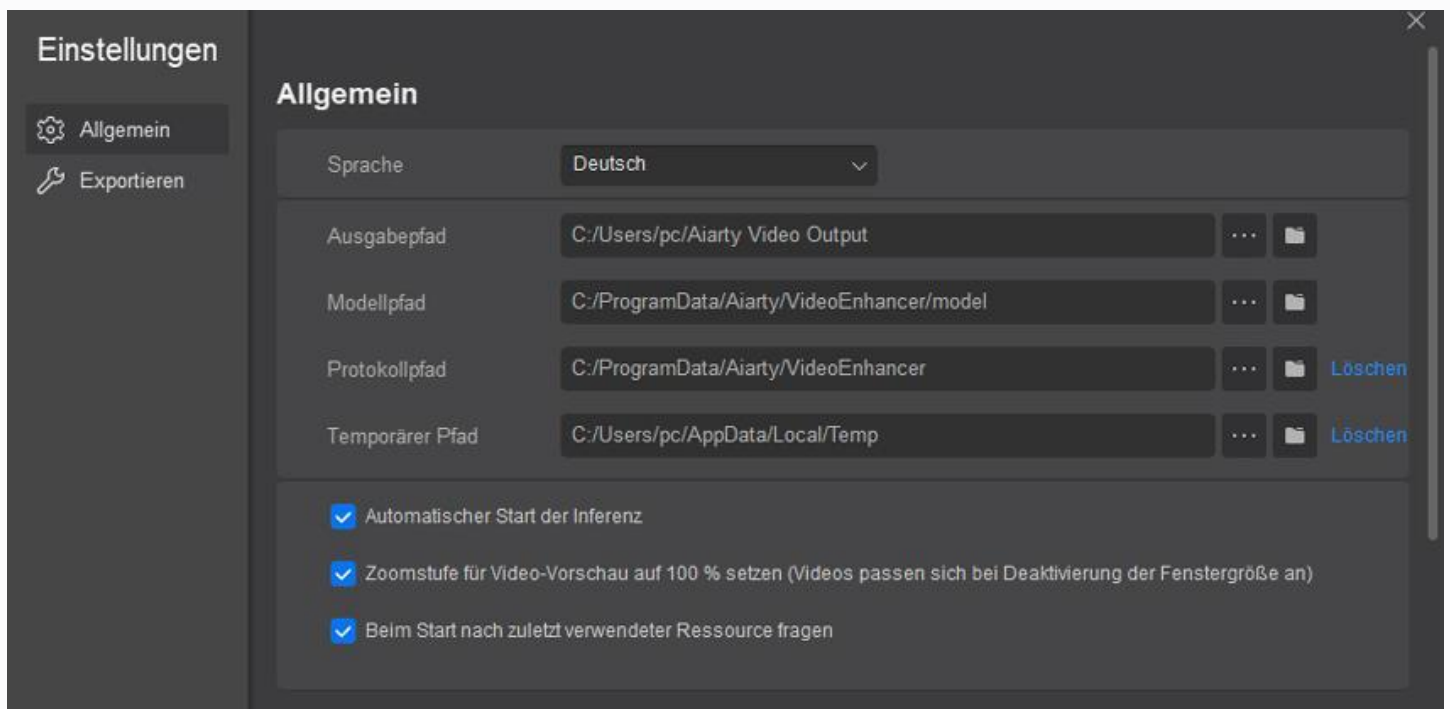 Einstellungen
Allgemein
Exportieren
Allgemein
Sprache Deutsch
Ausgabepfad C:/Users/pc/Aiarty Video Output ...
Modellpfad C:/ProgramData/Aiarty/VideoEnhancer/model ...
Protokollpfad C:/ProgramData/Aiarty/VideoEnhancer ... Löschen
Temporärer Pfad C:/Users/pc/AppData/Local/Temp ... Löschen
Automatischer Start der Inferenz
Zoomstufe für Video-Vorschau auf 100 % setzen (Videos passen sich bei Deaktivierung der Fenstergröße an)
Beim Start nach zuletzt verwendeter Ressource fragen